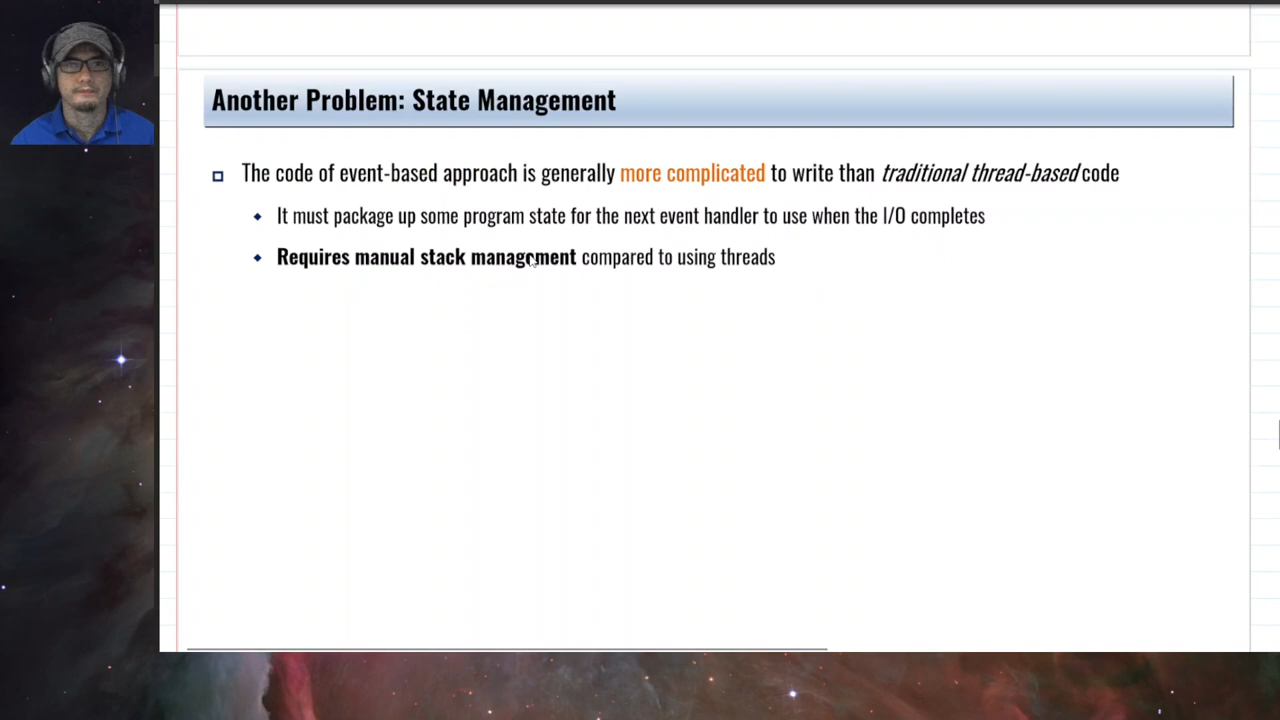 Another Problem: State Management
The code of event-based approach is generally more complicated to write than traditional thread-based code
It must package up some program state for the next event handler to use when the I/O completes
Requires manual stack management compared to using threads